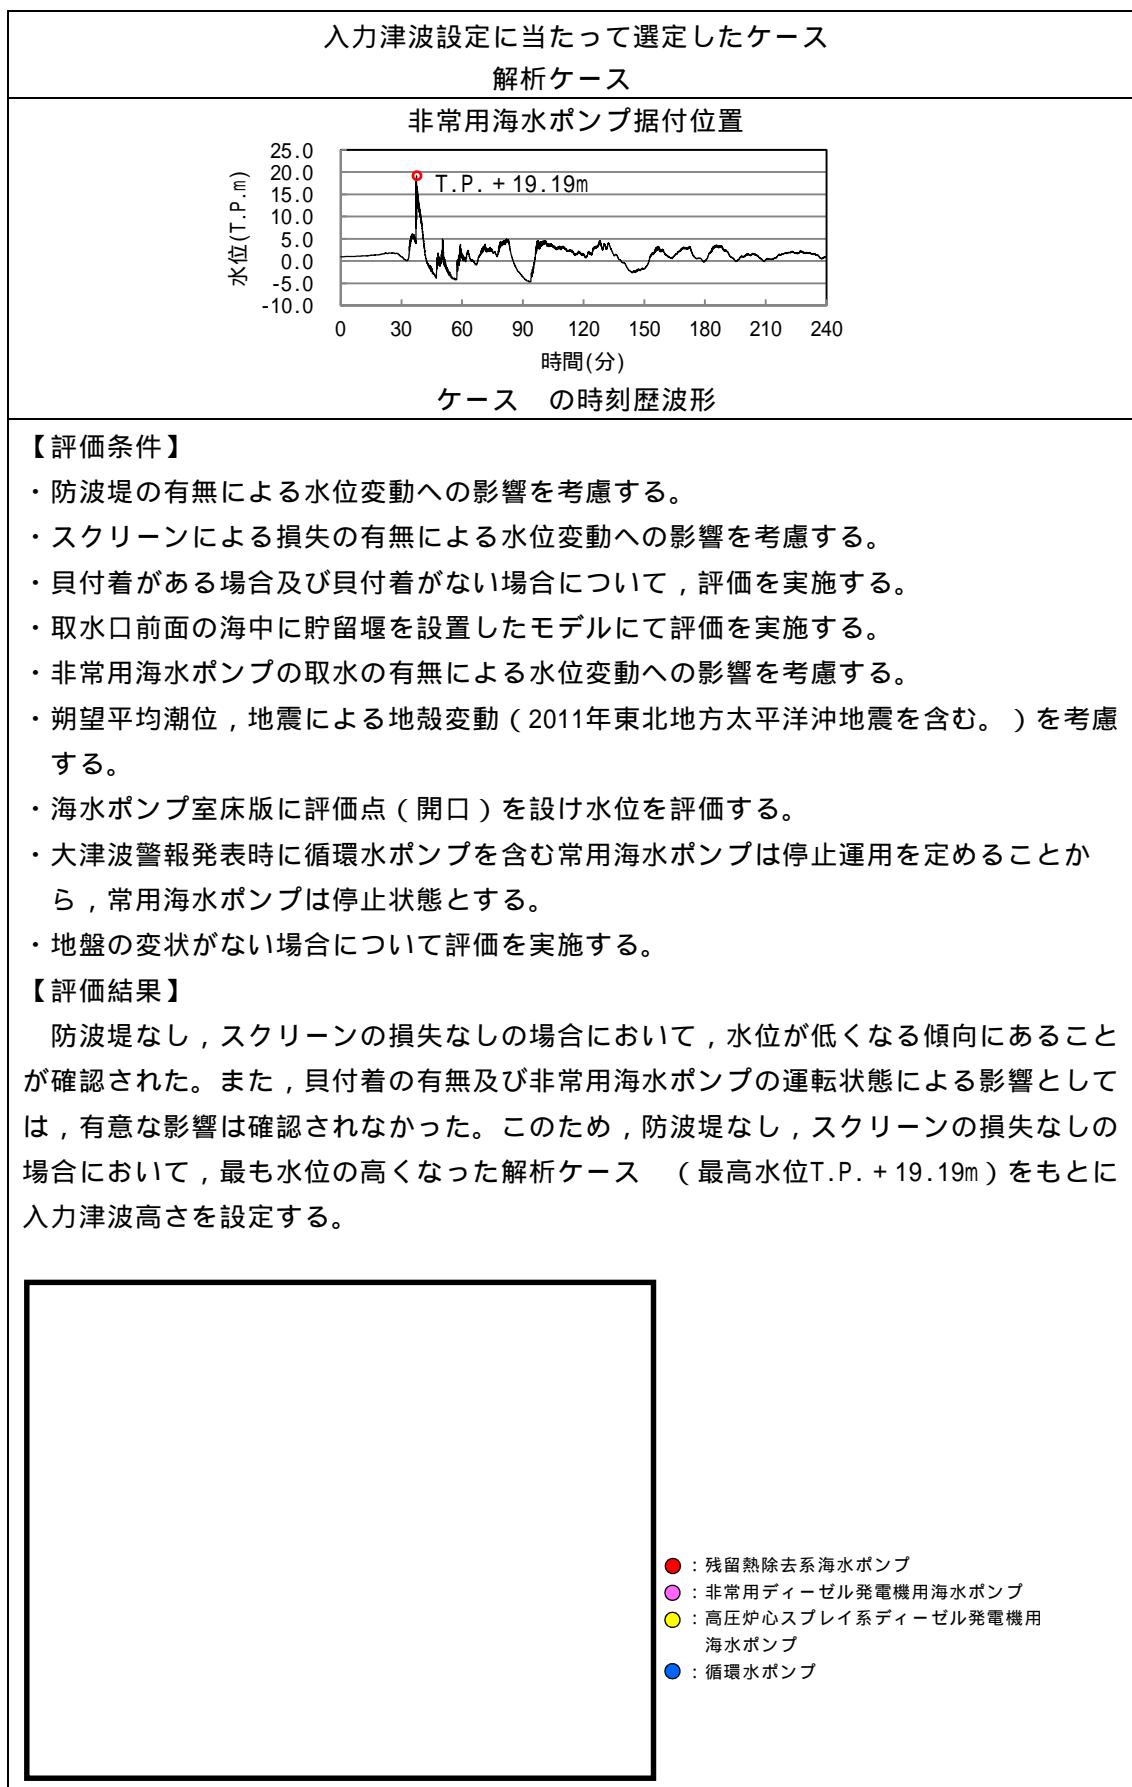 入力津波設定に当たって選定したケース
解析ケース
非常用海水ポンプ据付位置
25.0
20.0
15.0
10.0
5.0
0.0
-5.0
-10.0
水位(T.P.m)
T.P.+19.19m
0 30 60 90 120 150 180 210 240
時間(分)
ケース の時刻歴波形
【評価条件】
・防波堤の有無による水位変動への影響を考慮する。
・スクリーンによる損失の有無による水位変動への影響を考慮する。
・貝付着がある場合及び貝付着がない場合について,評価を実施する。
・取水口前面の海中に貯留堰を設置したモデルにて評価を実施する。
・非常用海水ポンプの取水の有無による水位変動への影響を考慮する。
・朔望平均潮位,地震による地殻変動(2011年東北地方太平洋沖地震を含む。)を考慮
する。
・海水ポンプ室床版に評価点(開口)を設け水位を評価する。
・大津波警報発表時に循環水ポンプを含む常用海水ポンプは停止運用を定めることか
ら,常用海水ポンプは停止状態とする。
・地盤の変状がない場合について評価を実施する。
【評価結果】
防波堤なし,スクリーンの損失なしの場合において,水位が低くなる傾向にあること
が確認された。また,貝付着の有無及び非常用海水ポンプの運転状態による影響として
は,有意な影響は確認されなかった。このため,防波堤なし,スクリーンの損失なしの
場合において,最も水位の高くなった解析ケース (最高水位T.P.+19.19m)をもとに
入力津波高さを設定する。
:残留熱除去系海水ポンプ
:非常用ディーゼル発電機用海水ポンプ
:高圧炉心スプレイ系ディーゼル発電機用
海水ポンプ
:循環水ポンプ